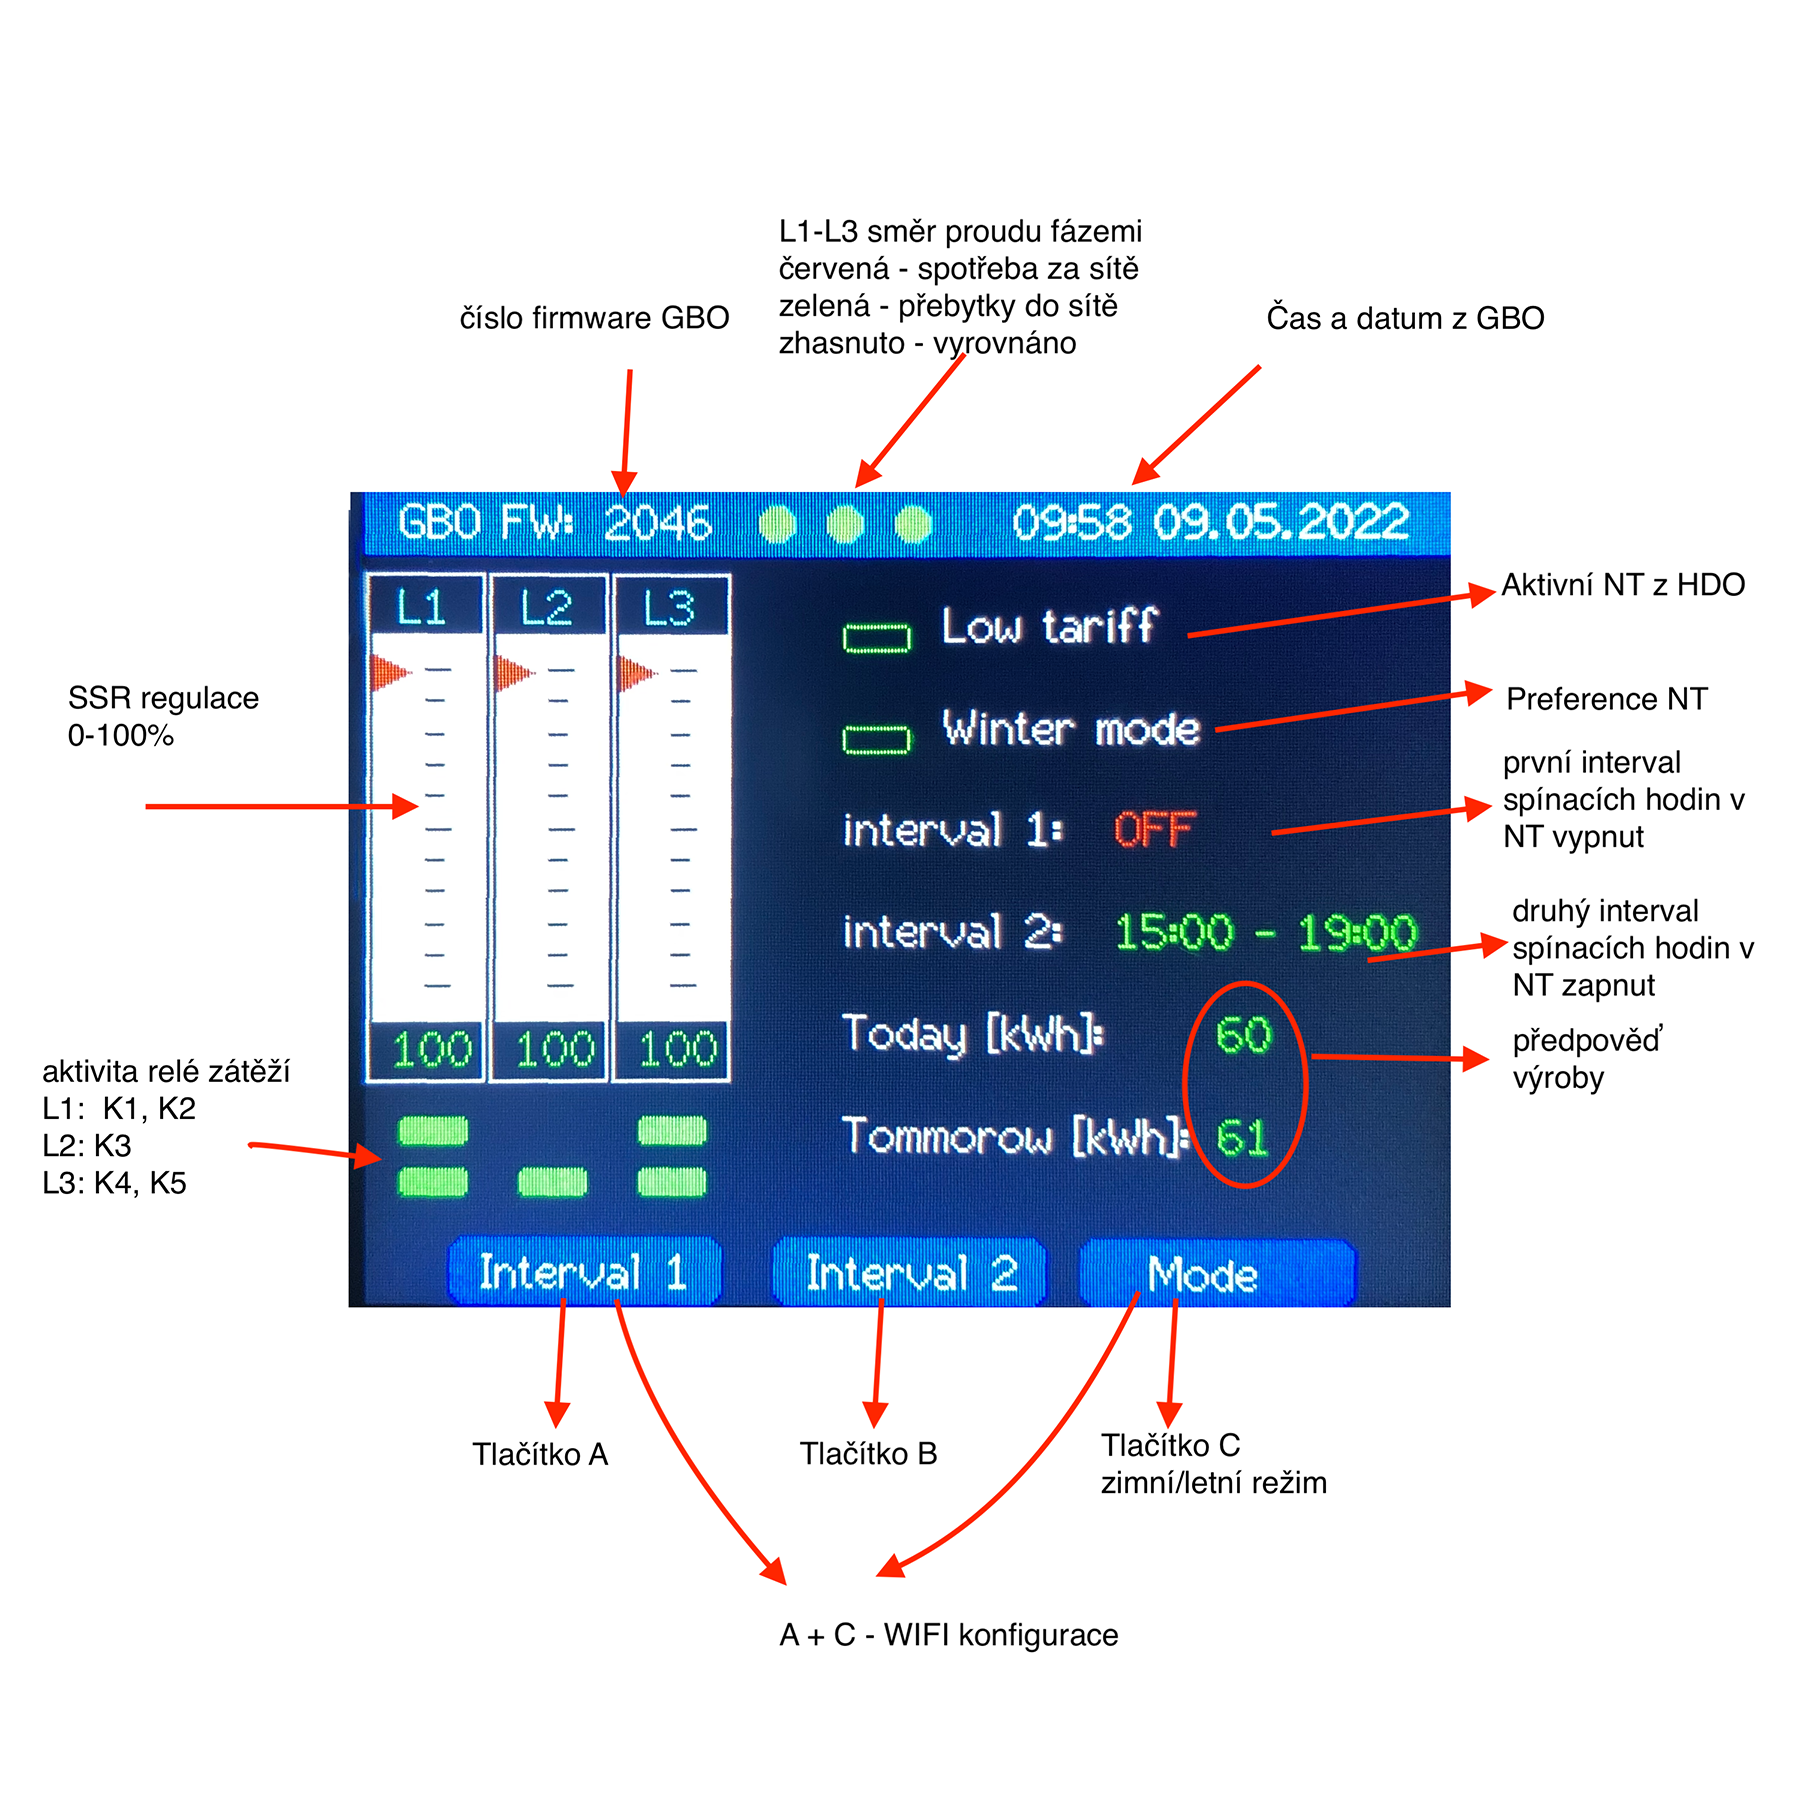 L1-L3 směr proudu fázemi
červená - spotřeba za sítě
zelená - přebytky do sítě
zhasnuto - vyrovnáno
číslo firmware GBO
Čas a datum z GBO
GBO FW: 2046
09:58 09.05.2022
L1 L2 L3
Low tariff
Aktivní NT z HDO
SSR regulace
0-100%
Winter mode
Preference NT
interval 1: OFF
první interval
spínacích hodin v
NT vypnut
interval 2: 15:00 - 19:00
druhý interval
spínacích hodin v
NT zapnut
Today [kWh]: 60
předpověď
výroby
100 100 100
aktivita relé zátěží
L1: K1, K2
L2: K3
L3: K4, K5
Tommorow [kWh]: 61
Interval 1
Interval 2
Mode
Tlačítko A
Tlačítko B
Tlačítko C
zimní/letní režim
A + C - WIFI konfigurace